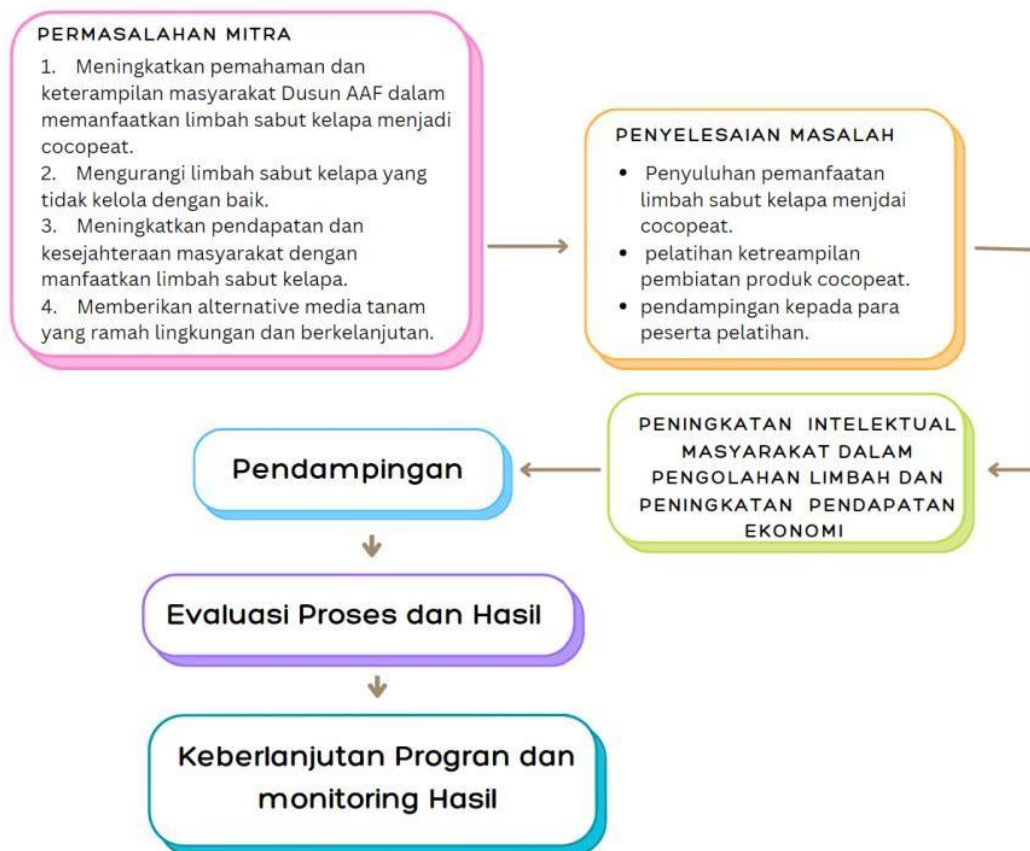 PERMASALAHAN MITRA
1. Meningkatkan pemahaman dan
keterampilan masyarakat Dusun AAF dalam
memanfaatkan limbah sabut kelapa menjadi
cocopeat.
2. Mengurangi limbah sabut kelapa yang
tidak kelola dengan baik.
3. Meningkatkan pendapatan dan
kesejahteraan masyarakat dengan
manfaatkan limbah sabut kelapa.
4. Memberikan alternative media tanam
yang ramah lingkungan dan berkelanjutan.
PENYELESAIAN MASALAH
• Penyuluhan pemanfaatan
limbah sabut kelapa menjdai
cocopeat.
• pelatihan ketreampilan
pembiatan produk cocopeat.
• pendampingan kepada para
peserta pelatihan.
PENINGKATAN INTELEKTUAL
MASYARAKAT DALAM
PENGOLAHAN LIMBAH DAN
PENINGKATAN PENDAPATAN
EKONOMI
Pendampingan
Evaluasi Proses dan Hasil
Keberlanjutan Progran dan
monitoring Hasil